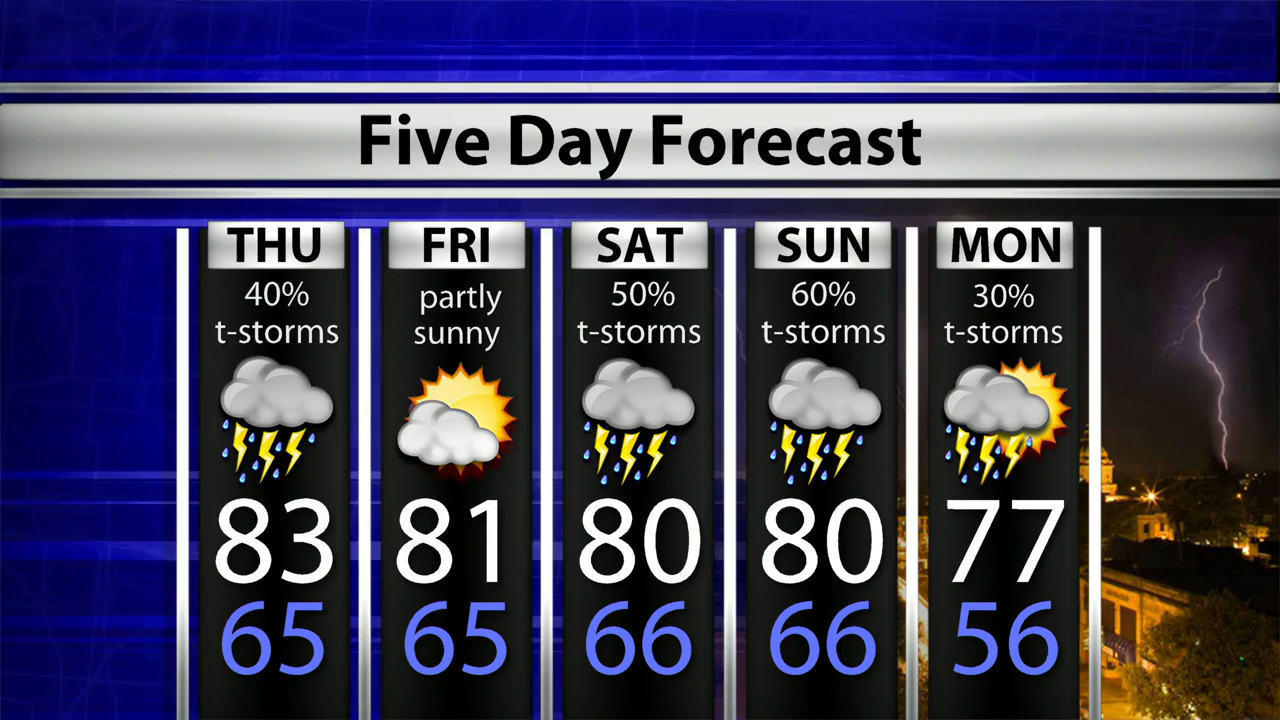 Five Day Forecast
THU
40%
t-storms
83
65
FRI
partly
sunny
81
65
SAT
50%
t-storms
80
66
SUN
60%
t-storms
80
66
MON
30%
t-storms
77
56